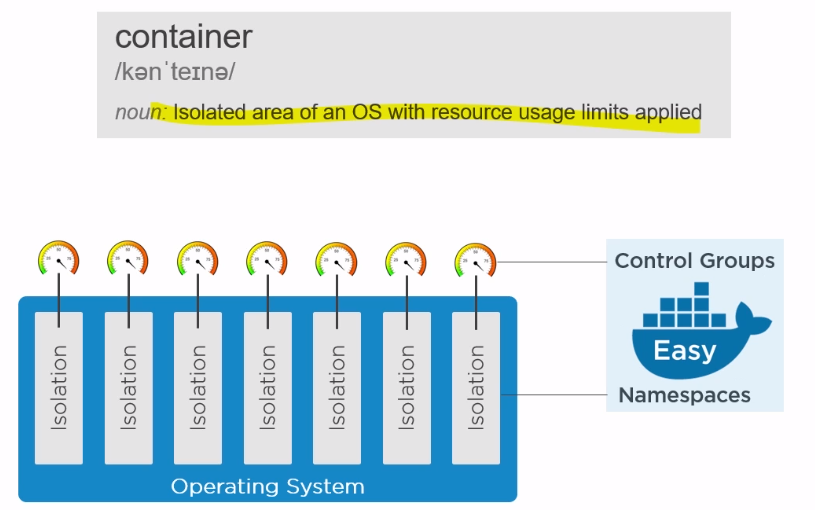 container
/kənˈteɪnə/
noun: Isolated area of an OS with resource usage limits applied
Control Groups
Easy
Namespaces
Isolation
Isolation
Isolation
Isolation
Isolation
Isolation
Isolation
Operating System